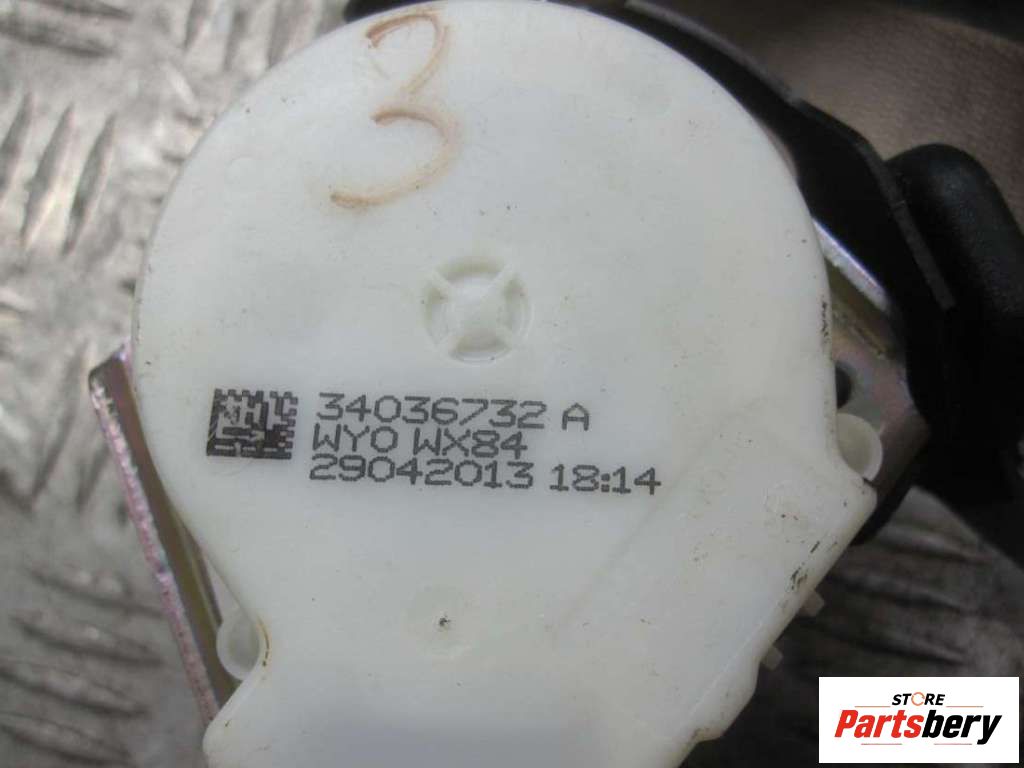 3
34036732 A
WY0 WX84
29042013 18:14
STORE
Partsbery